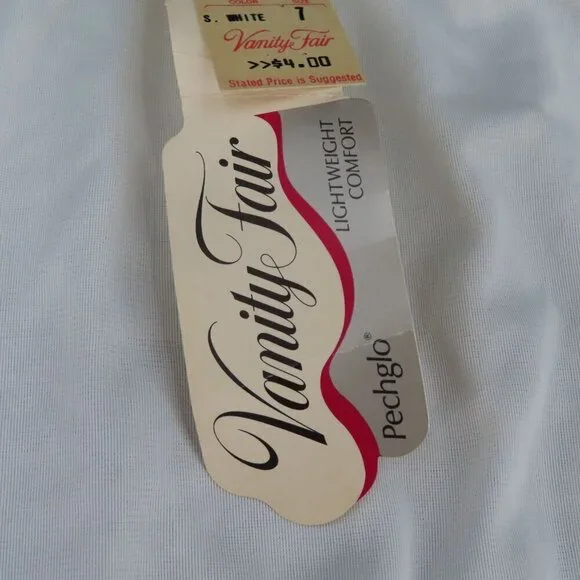 COLOR SIZE
S. WHITE 7
Vanity Fair
>>$4.00
Stated Price is Suggested
Vanity Fair
LIGHTWEIGHT
COMFORT
Pechglo®